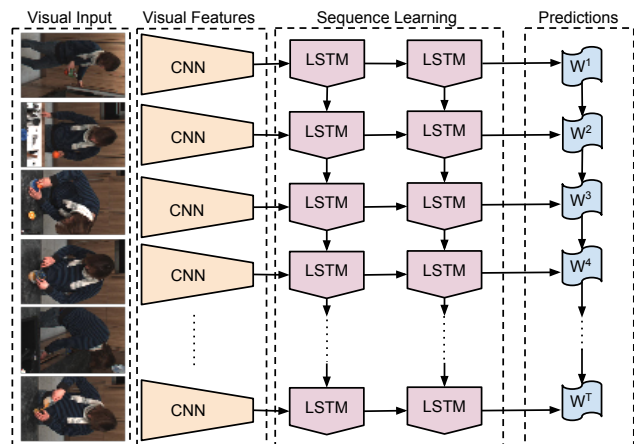 Visual Input Visual Features Sequence Learning Predictions
CNN LSTM LSTM W¹
CNN LSTM LSTM W²
CNN LSTM LSTM W³
CNN LSTM LSTM W⁴
CNN LSTM LSTM Wᵀ